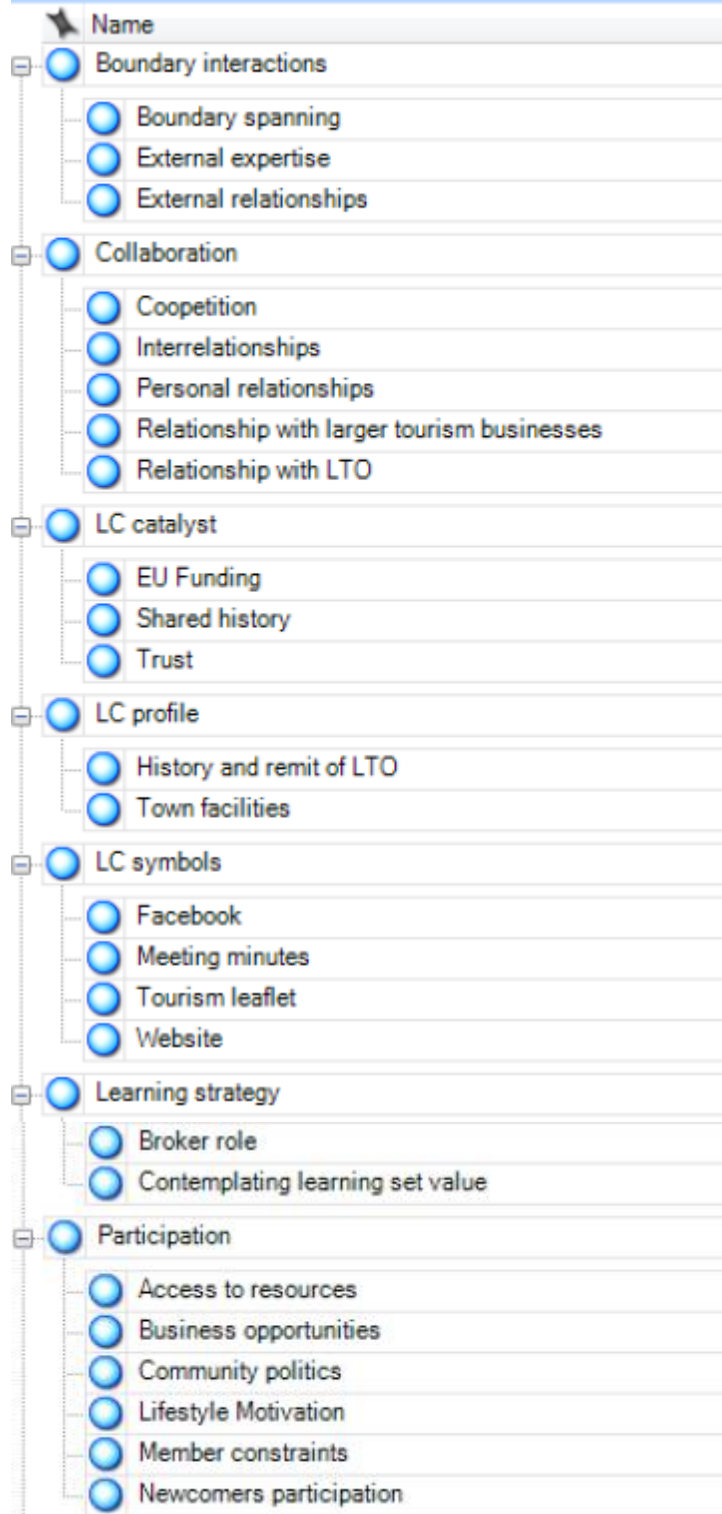 Name
Boundary interactions
Boundary spanning
External expertise
External relationships
Collaboration
Coopetition
Interrelationships
Personal relationships
Relationship with larger tourism businesses
Relationship with LTO
LC catalyst
EU Funding
Shared history
Trust
LC profile
History and remit of LTO
Town facilities
LC symbols
Facebook
Meeting minutes
Tourism leaflet
Website
Learning strategy
Broker role
Contemplating learning set value
Participation
Access to resources
Business opportunities
Community politics
Lifestyle Motivation
Member constraints
Newcomers participation